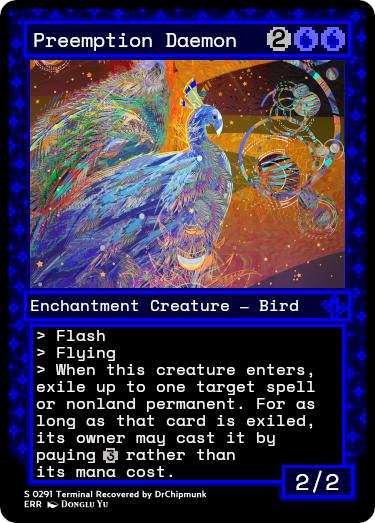 Preemption Daemon 2
Enchantment Creature — Bird
> Flash
> Flying
> When this creature enters,
exile up to one target spell
or nonland permanent. For as
long as that card is exiled,
its owner may cast it by
paying 3 rather than
its mana cost.
2/2
S 0291 Terminal Recovered by DrChipmunk
ERR Donglu Yu